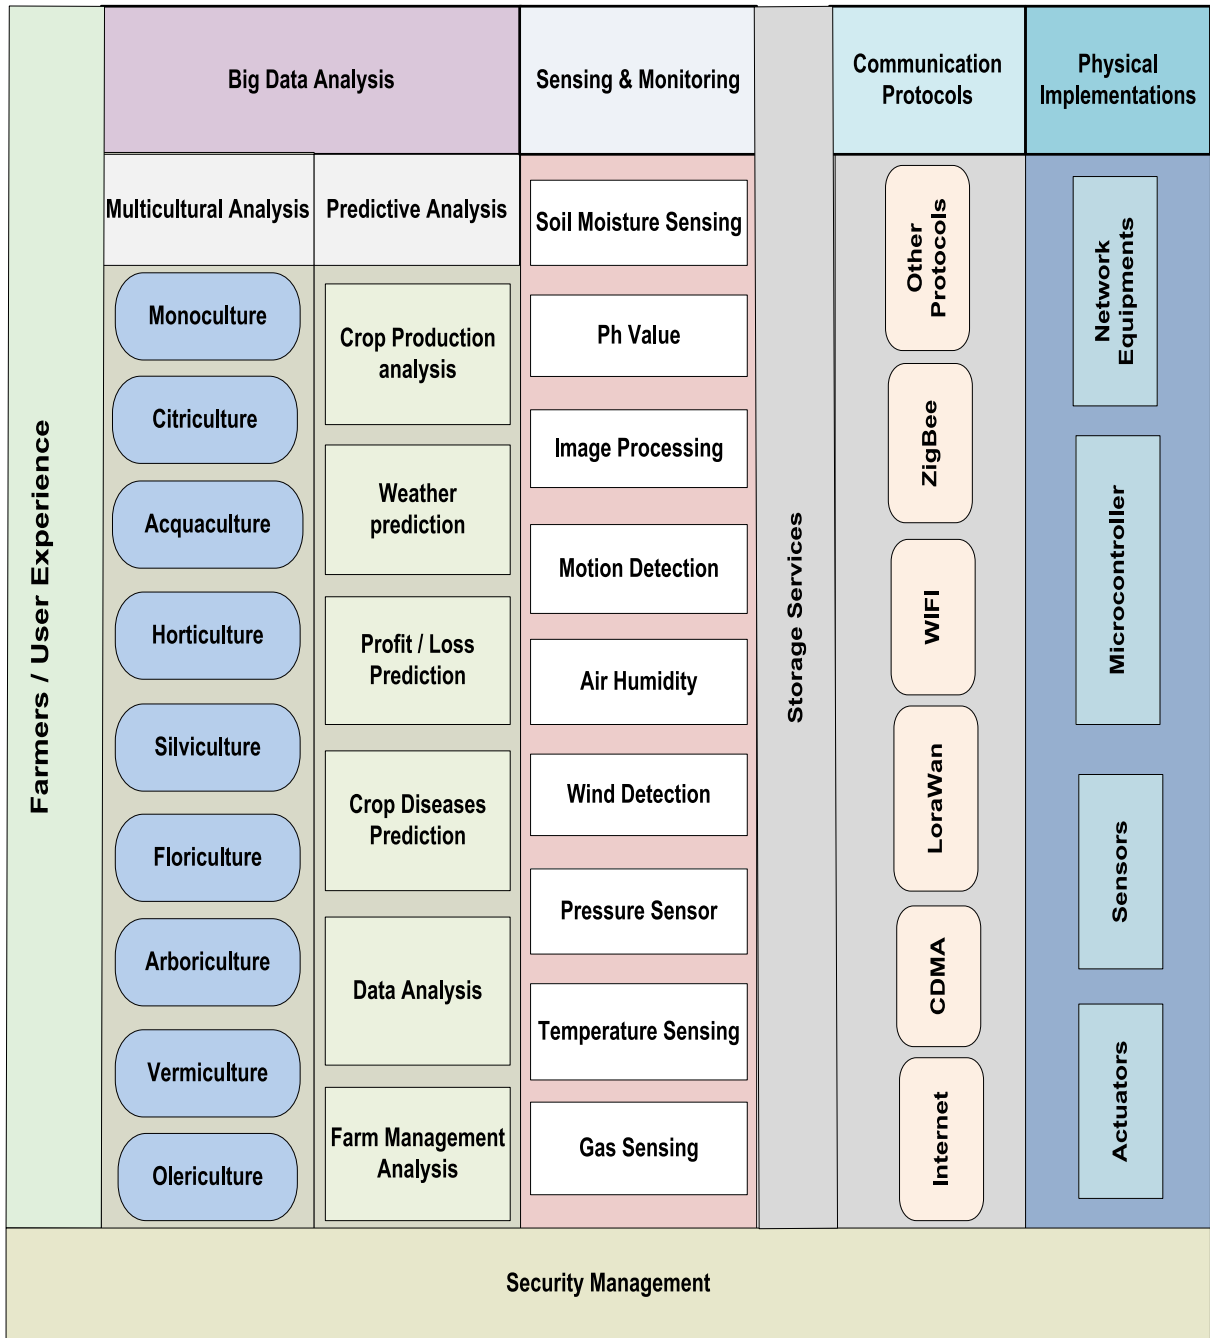 Farmers / User Experience
Big Data Analysis
Multicultural Analysis
Monoculture
Citriculture
Acquaculture
Horticulture
Silviculture
Floriculture
Arboriculture
Vermiculture
Olericulture
Predictive Analysis
Crop Production
analysis
Weather
prediction
Profit / Loss
Prediction
Crop Diseases
Prediction
Data Analysis
Farm Management
Analysis
Sensing & Monitoring
Soil Moisture Sensing
Ph Value
Image Processing
Motion Detection
Air Humidity
Wind Detection
Pressure Sensor
Temperature Sensing
Gas Sensing
Storage Services
Communication
Protocols
Other
Protocols
ZigBee
WIFI
LoraWan
CDMA
Internet
Physical
Implementations
Network
Equipments
Microcontroller
Sensors
Actuators
Security Management